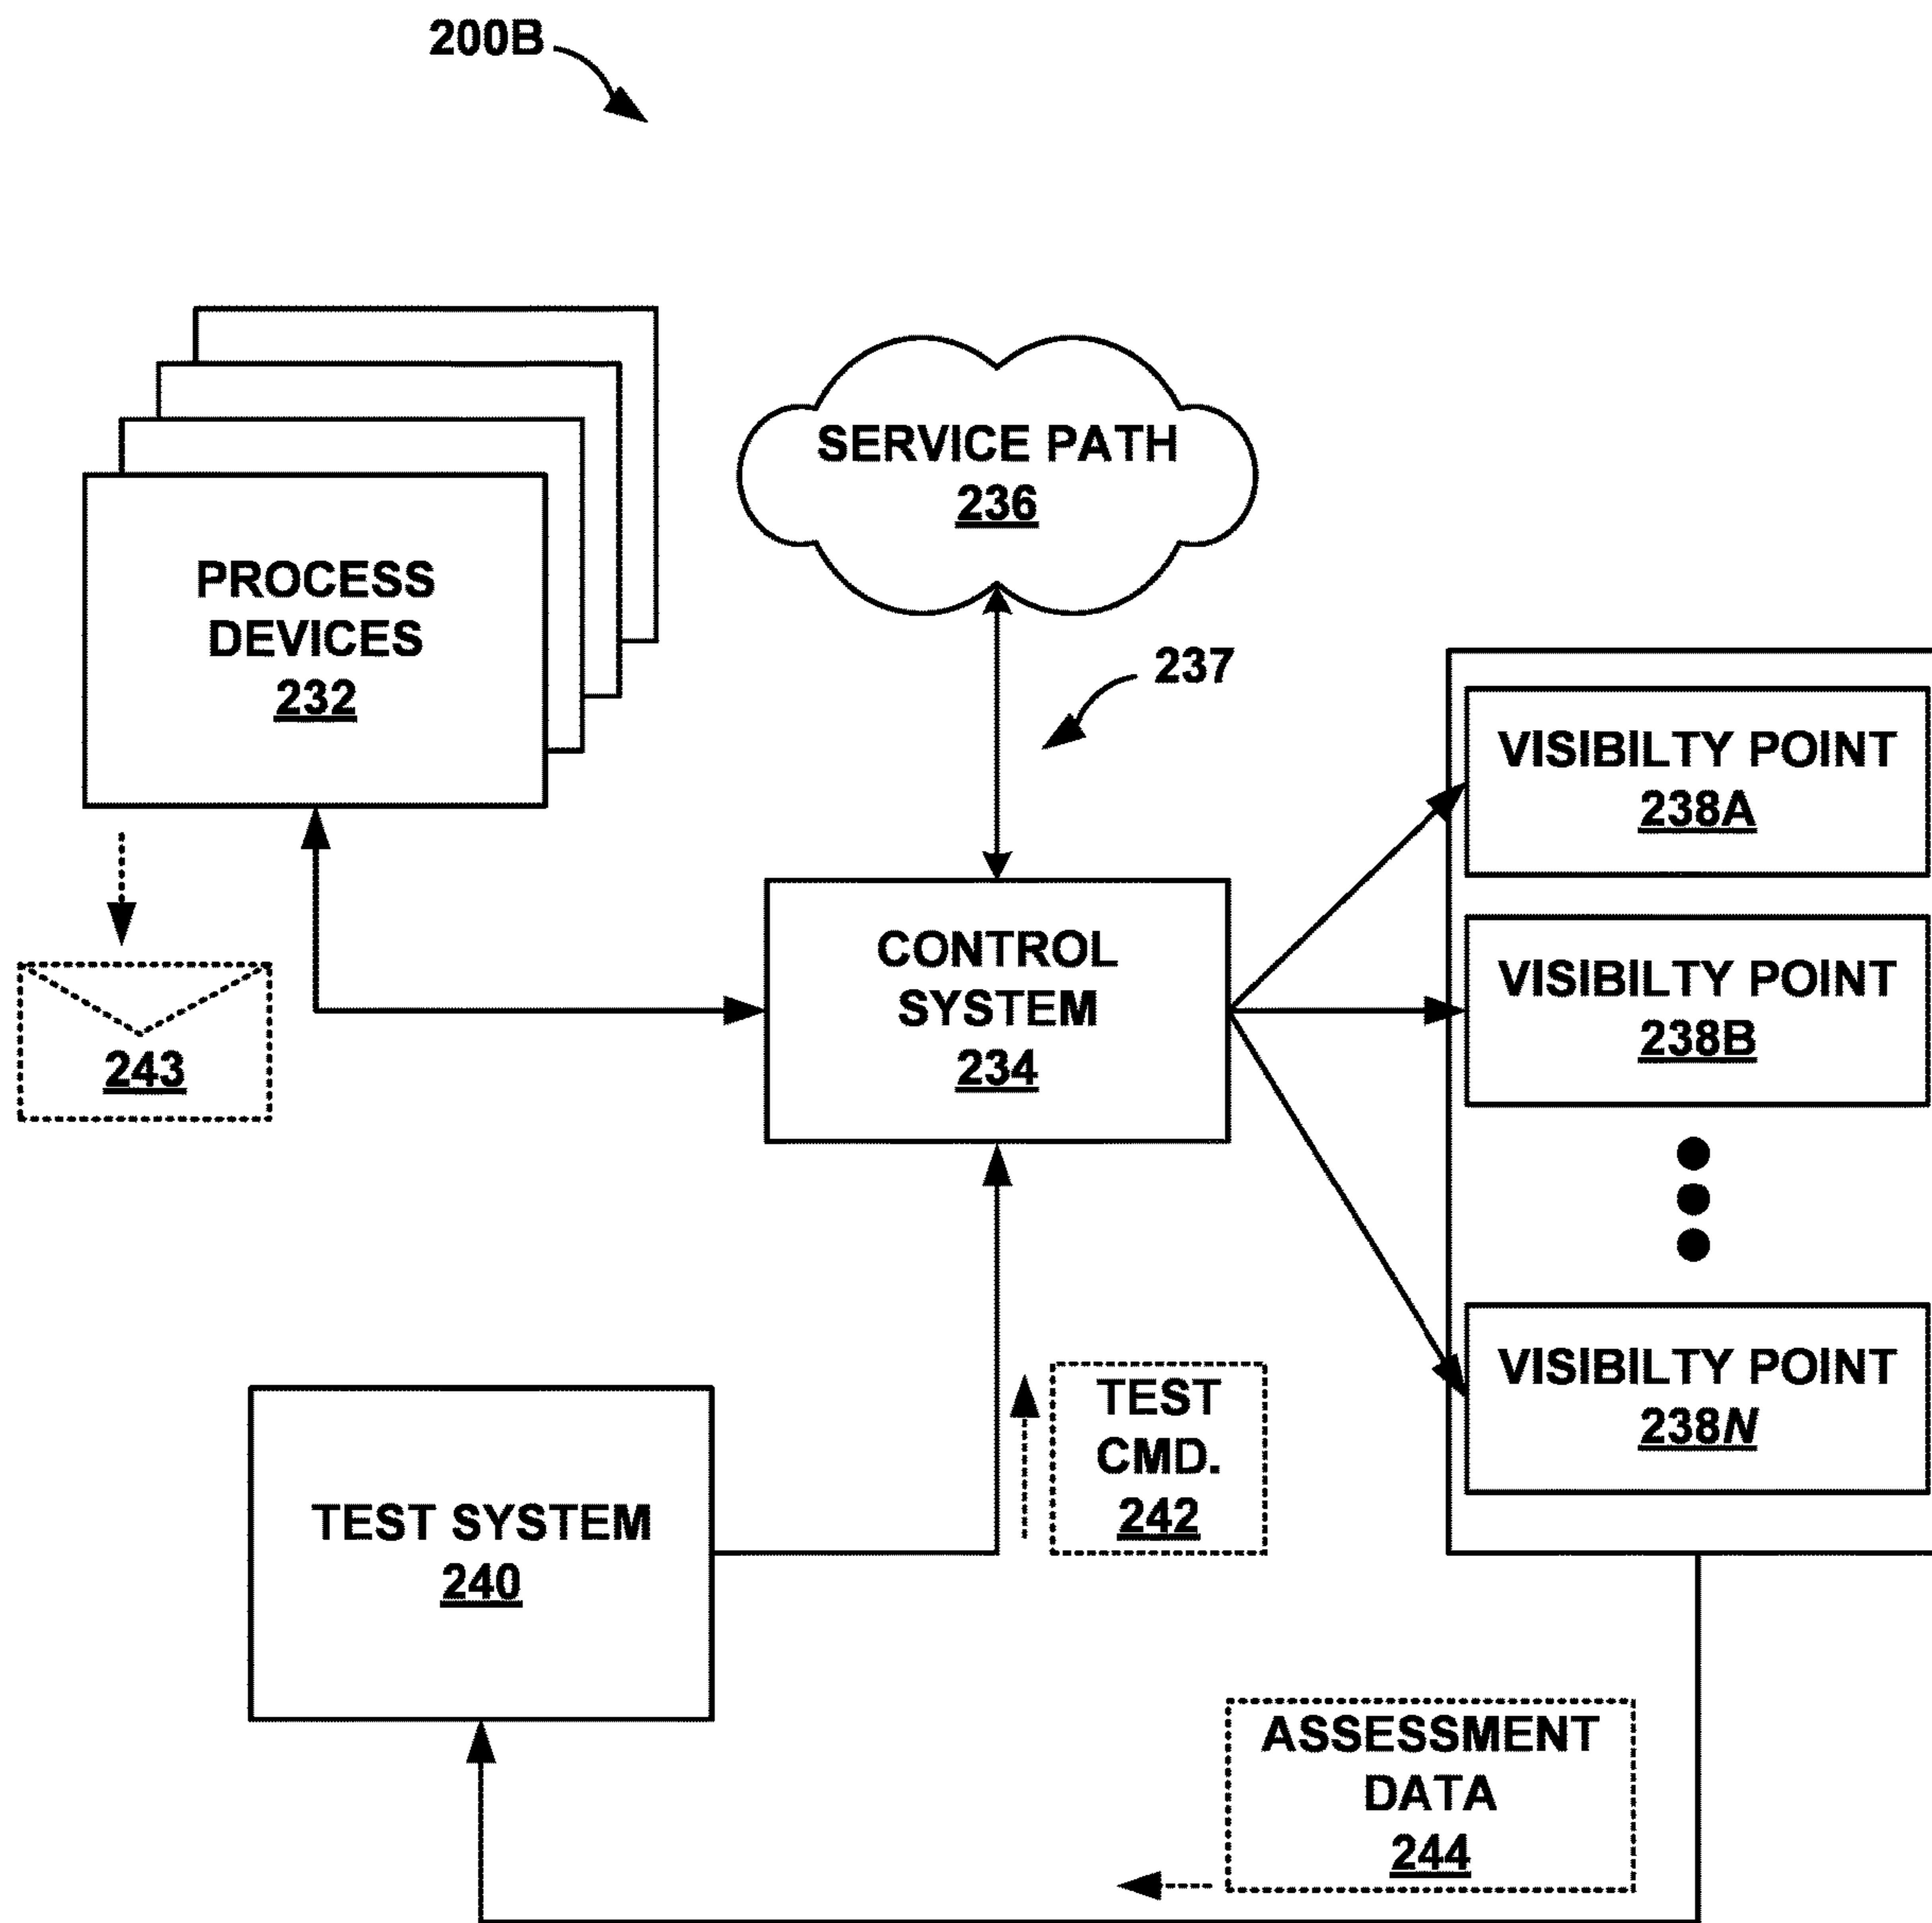 200B
SERVICE PATH
236
PROCESS
DEVICES
232
237
VISIBILTY POINT
238A
CONTROL
SYSTEM
234
VISIBILTY POINT
238B
243
VISIBILTY POINT
238N
TEST
CMD.
242
TEST SYSTEM
240
ASSESSMENT
DATA
244